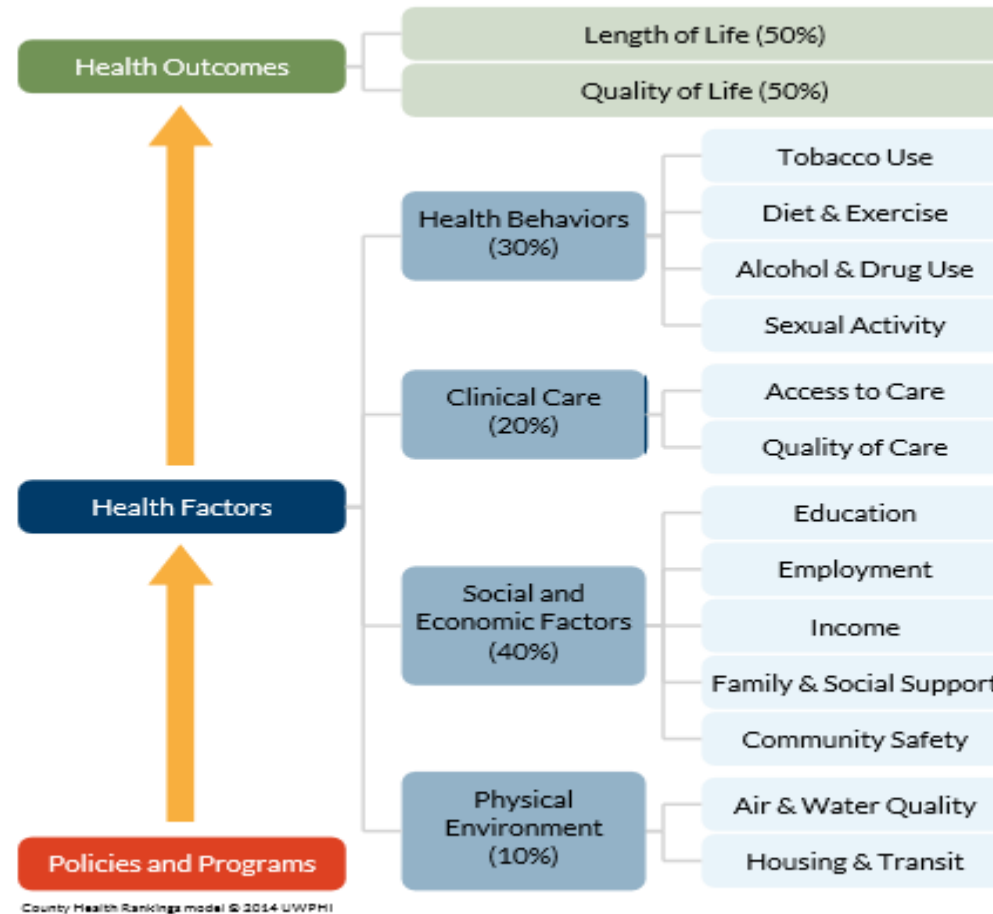 Health Outcomes
Length of Life (50%)
Quality of Life (50%)
Health Factors
Health Behaviors
(30%)
Tobacco Use
Diet & Exercise
Alcohol & Drug Use
Sexual Activity
Clinical Care
(20%)
Access to Care
Quality of Care
Social and
Economic Factors
(40%)
Education
Employment
Income
Family & Social Support
Community Safety
Physical
Environment
(10%)
Air & Water Quality
Housing & Transit
Policies and Programs
County Health Rankings model © 2014 UWPHI